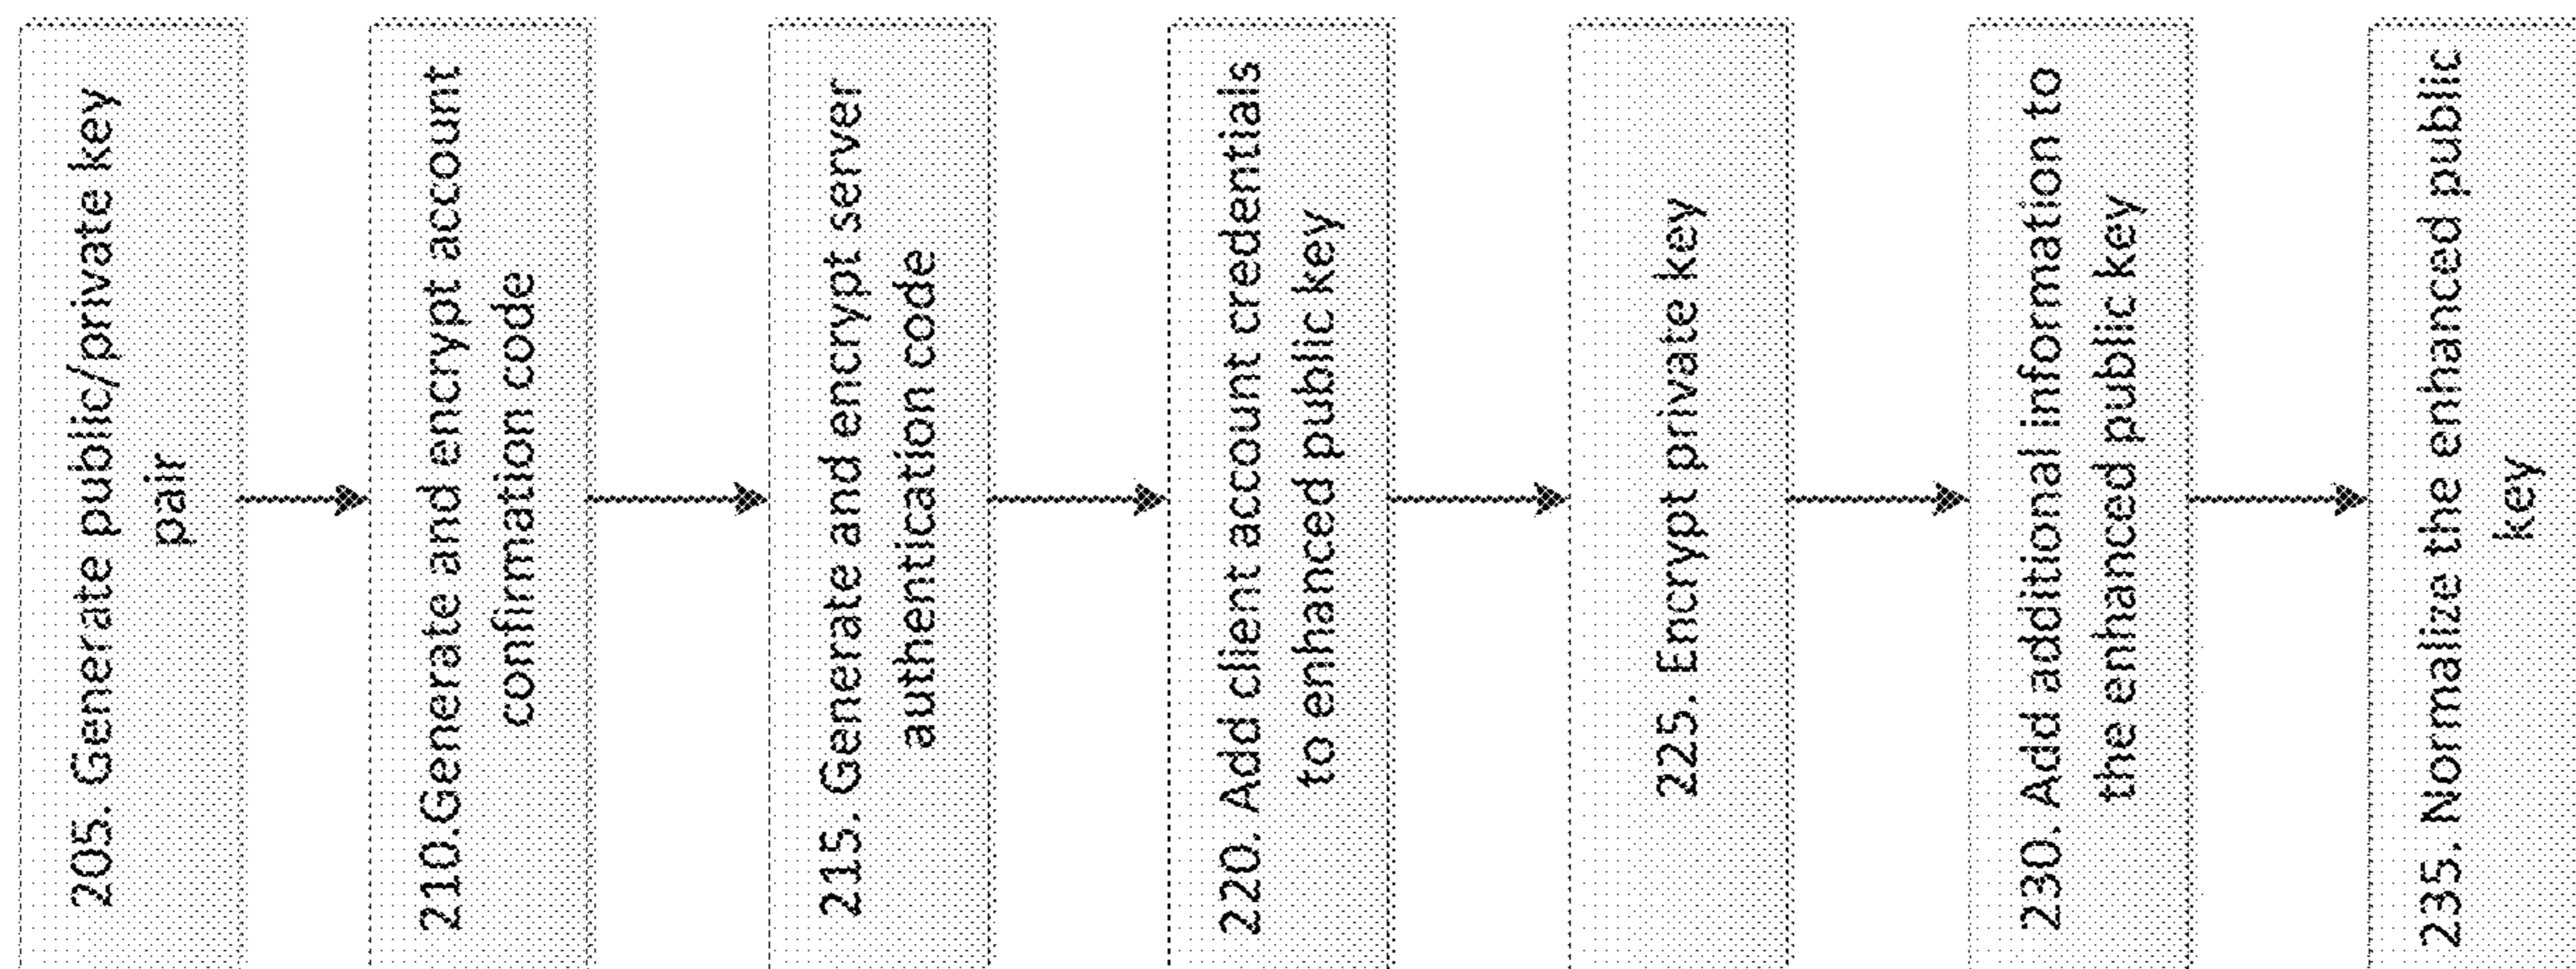 205. Generate public/private key
pair
210.Generate and encrypt account
confirmation code
215. Generate and encrypt server
authentication code
220. Add client account credentials
to enhanced public key
225. Encrypt private key
230. Add additional information to
the enhanced public key
235. Normalize the enhanced public
key